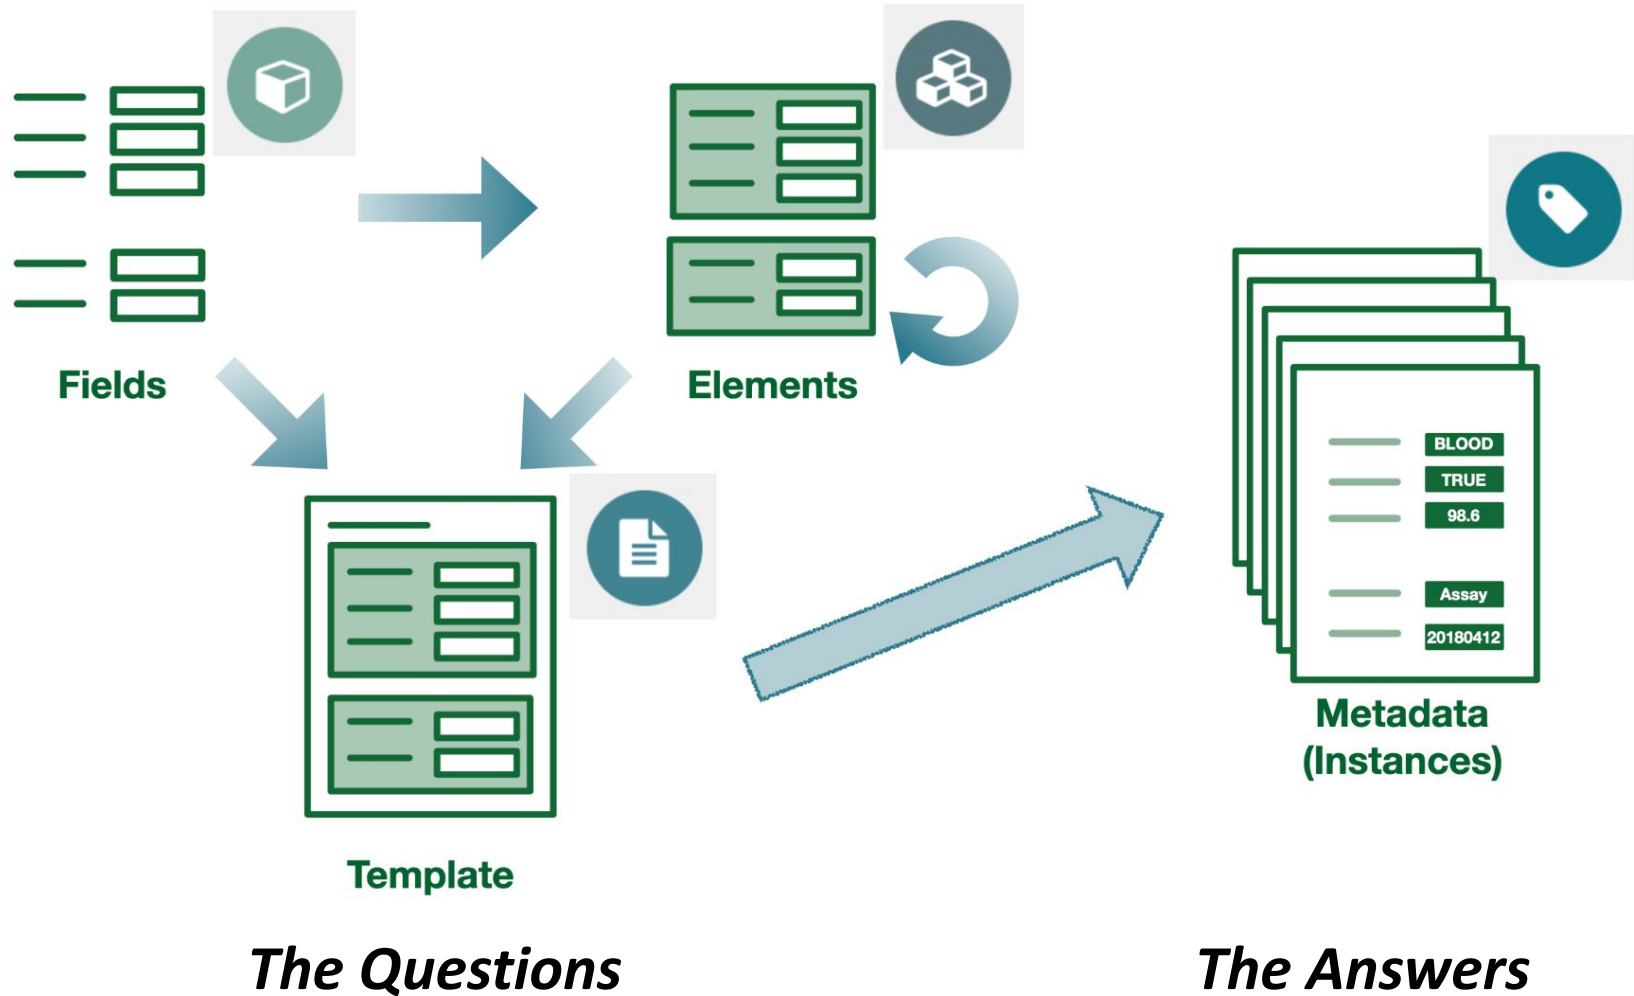 Fields
Elements
BLOOD
TRUE
98.6
Assay
20180412
Metadata
(Instances)
Template
The Questions
The Answers